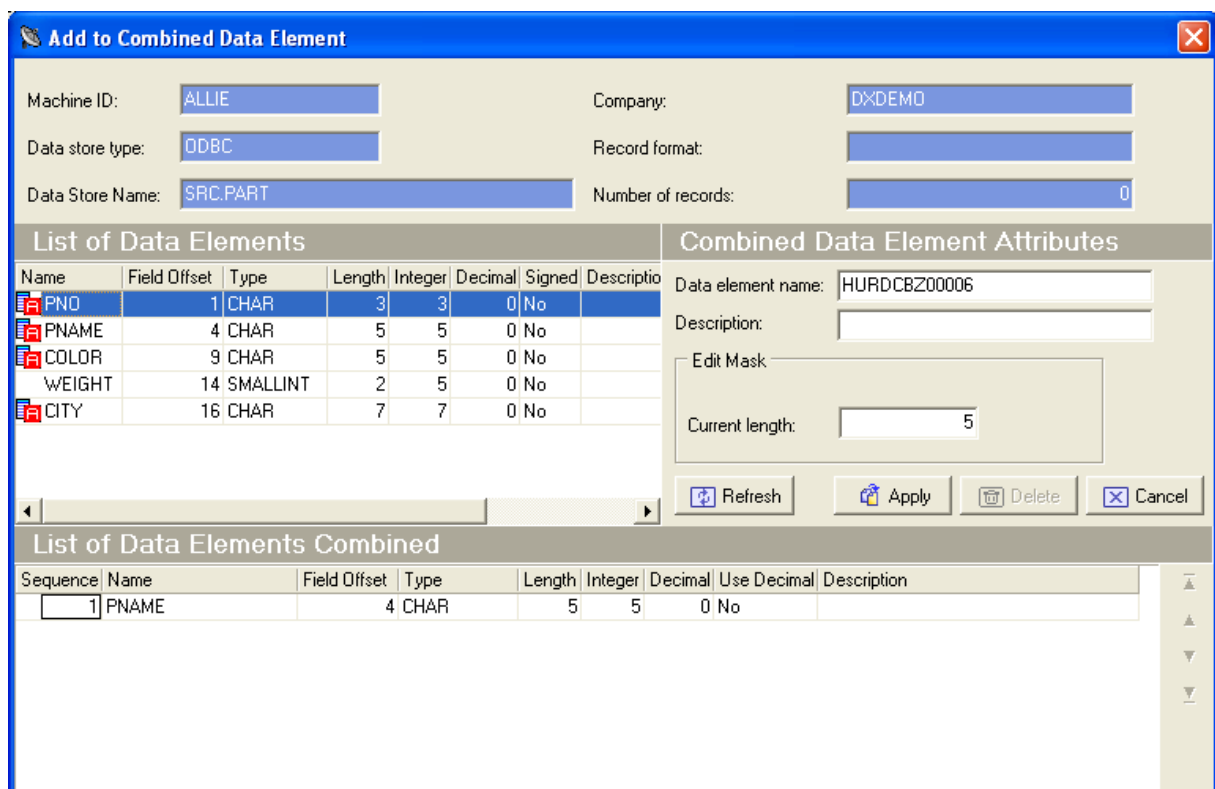 Add to Combined Data Element
Machine ID: ALLIE Company: DXDEMO
Data store type: ODBC Record format:
Data Store Name: SRC.PART Number of records: 0
List of Data Elements
Name Field Offset Type Length Integer Decimal Signed Descriptio
PNO 1 CHAR 3 3 0 No
PNAME 4 CHAR 5 5 0 No
COLOR 9 CHAR 5 5 0 No
WEIGHT 14 SMALLINT 2 5 0 No
CITY 16 CHAR 7 7 0 No
Combined Data Element Attributes
Data element name: HURDCBZ00006
Description:
Edit Mask
Current length: 5
Refresh Apply Delete Cancel
List of Data Elements Combined
Sequence Name Field Offset Type Length Integer Decimal Use Decimal Description
1 PNAME 4 CHAR 5 5 0 No